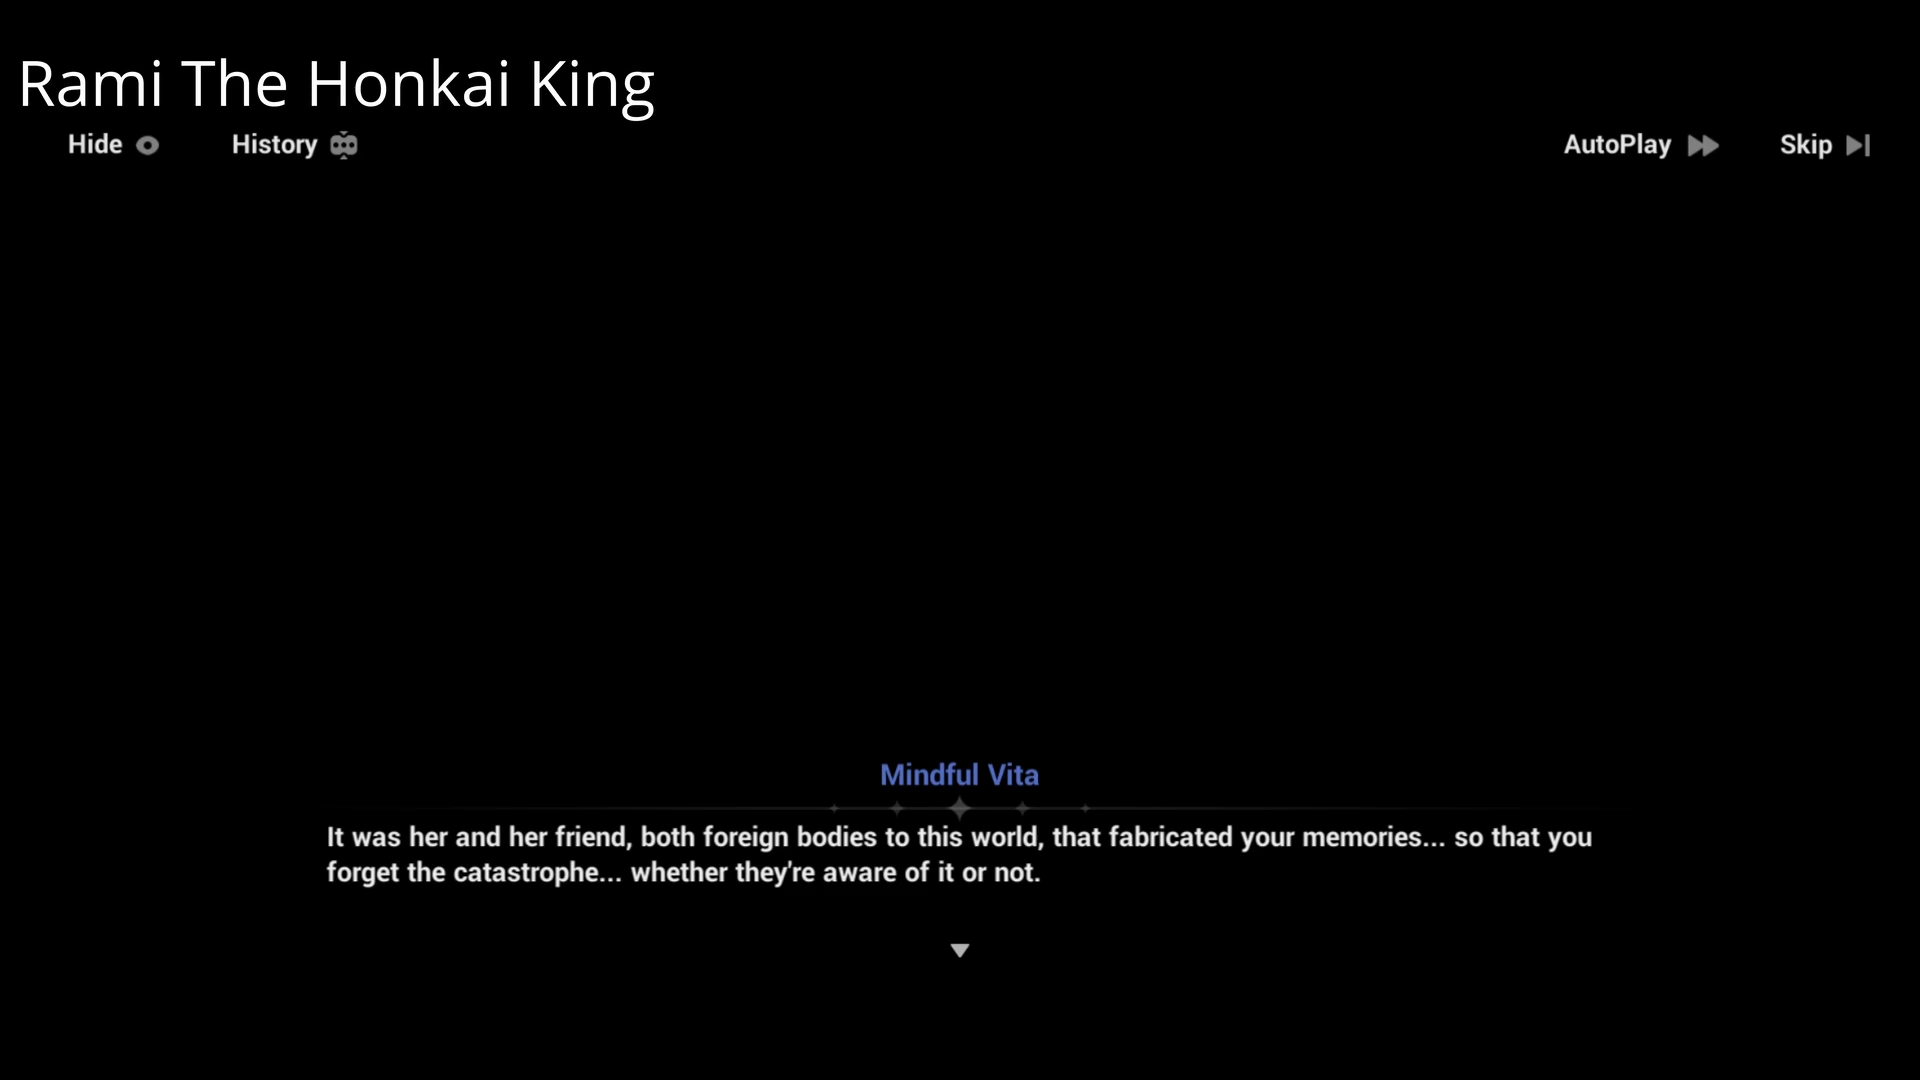 Rami The Honkai King
Hide History AutoPlay Skip
Mindful Vita
It was her and her friend, both foreign bodies to this world, that fabricated your memories... so that you
forget the catastrophe... whether they're aware of it or not.